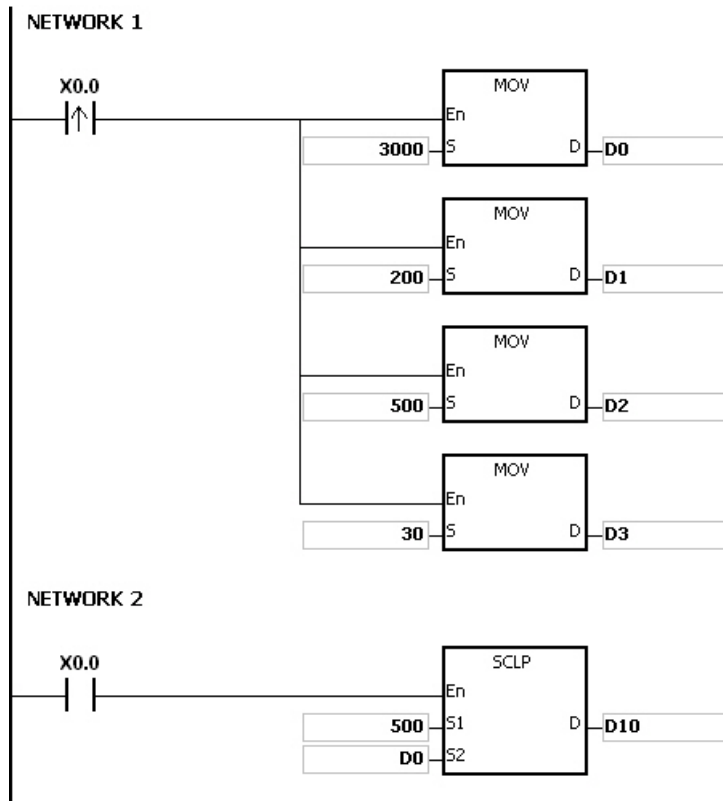 NETWORK 1
X0.0
MOV
En
3000 S D D0
MOV
En
200 S D D1
MOV
En
500 S D D2
MOV
En
30 S D D3
NETWORK 2
X0.0
SCLP
En
500 S1 D D10
D0 S2